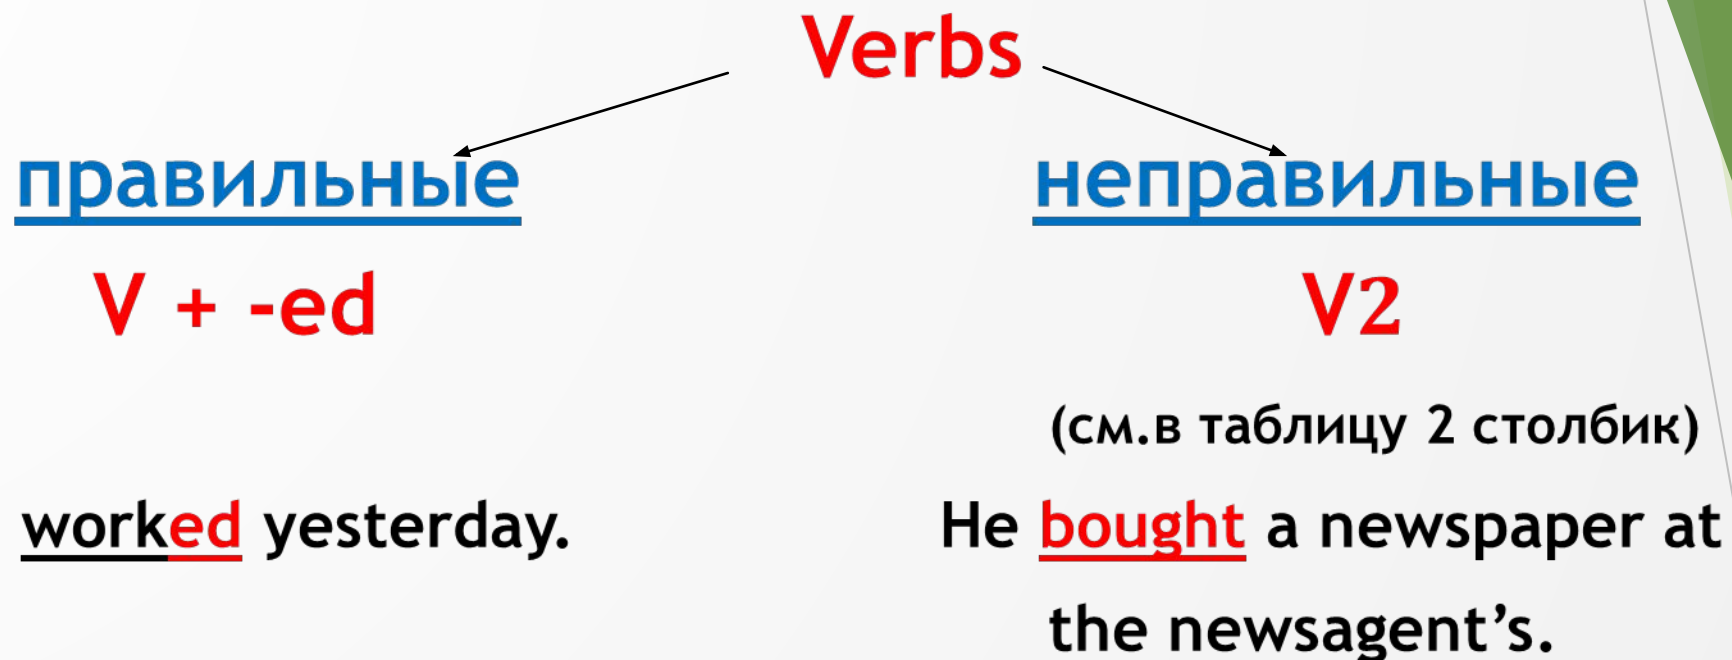 Verbs
правильные
неправильные
V + -ed
V2
(см.в таблицу 2 столбик)
worked yesterday.
He bought a newspaper at
the newsagent’s.